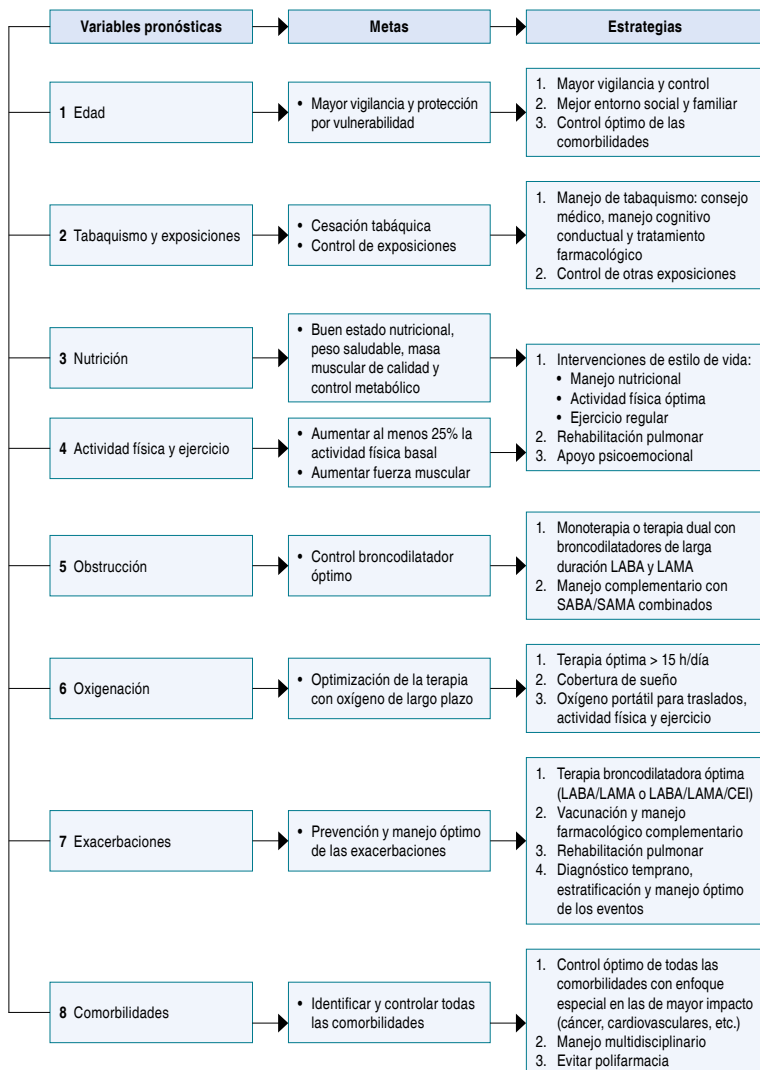 Variables pronósticas
Metas
Estrategias
1 Edad
• Mayor vigilancia y protección
por vulnerabilidad
1. Mayor vigilancia y control
2. Mejor entorno social y familiar
3. Control óptimo de las
comorbilidades
2 Tabaquismo y exposiciones
• Cesación tabáquica
• Control de exposiciones
1. Manejo de tabaquismo: consejo
médico, manejo cognitivo
conductual y tratamiento
farmacológico
2. Control de otras exposiciones
3 Nutrición
• Buen estado nutricional,
peso saludable, masa
muscular de calidad y
control metabólico
4 Actividad física y ejercicio
• Aumentar al menos 25% la
actividad física basal
• Aumentar fuerza muscular
1. Intervenciones de estilo de vida:
• Manejo nutricional
• Actividad física óptima
• Ejercicio regular
2. Rehabilitación pulmonar
3. Apoyo psicoemocional
5 Obstrucción
• Control broncodilatador
óptimo
1. Monoterapia o terapia dual con
broncodilatadores de larga
duración LABA y LAMA
2. Manejo complementario con
SABA/SAMA combinados
6 Oxigenación
• Optimización de la terapia
con oxígeno de largo plazo
1. Terapia óptima > 15 h/día
2. Cobertura de sueño
3. Oxígeno portátil para traslados,
actividad física y ejercicio
7 Exacerbaciones
• Prevención y manejo óptimo
de las exacerbaciones
1. Terapia broncodilatadora óptima
(LABA/LAMA o LABA/LAMA/CEI)
2. Vacunación y manejo
farmacológico complementario
3. Rehabilitación pulmonar
4. Diagnóstico temprano,
estratificación y manejo óptimo
de los eventos
8 Comorbilidades
• Identificar y controlar todas
las comorbilidades
1. Control óptimo de todas las
comorbilidades con enfoque
especial en las de mayor impacto
(cáncer, cardiovasculares, etc.)
2. Manejo multidisciplinario
3. Evitar polifarmacia